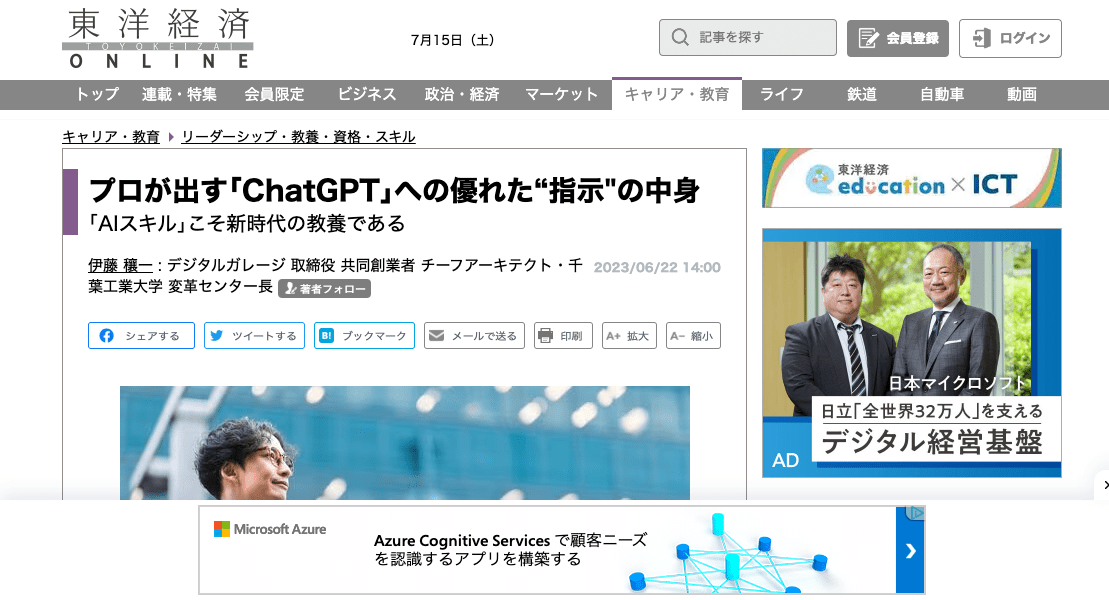 東洋経済
TOYOKEIZAI
ONLINE
7月15日（土）
記事を探す
会員登録
ログイン
トップ 連載・特集 会員限定 ビジネス 政治・経済 マーケット キャリア・教育 ライフ 鉄道 自動車 動画
キャリア・教育 リーダーシップ・教養・資格・スキル
プロが出す｢ChatGPT｣への優れた“指示"の中身
｢AIスキル｣こそ新時代の教養である
伊藤 穰一 : デジタルガレージ 取締役 共同創業者 チーフアーキテクト・千
葉工業大学 変革センター長 著者フォロー
2023/06/22 14:00
シェアする ツイートする B! ブックマーク メールで送る 印刷 A+ 拡大 A− 縮小
東洋経済
education × ICT
日本マイクロソフト
日立｢全世界32万人｣を支える
デジタル経営基盤
AD
Microsoft Azure
Azure Cognitive Services で顧客ニーズ
を認識するアプリを構築する